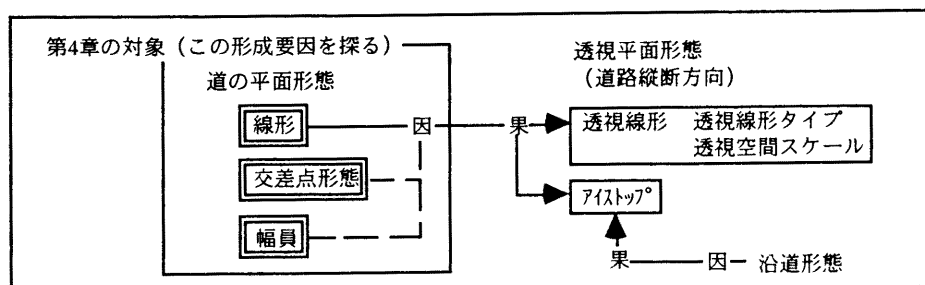 第4章の対象（この形成要因を探る）
道の平面形態
線形
因
交差点形態
幅員
果
透視平面形態
（道路縦断方向）
透視線形 透視線形タイプ
透視空間スケール
ｱｲｽﾄｯﾌﾟ
果
因
沿道形態